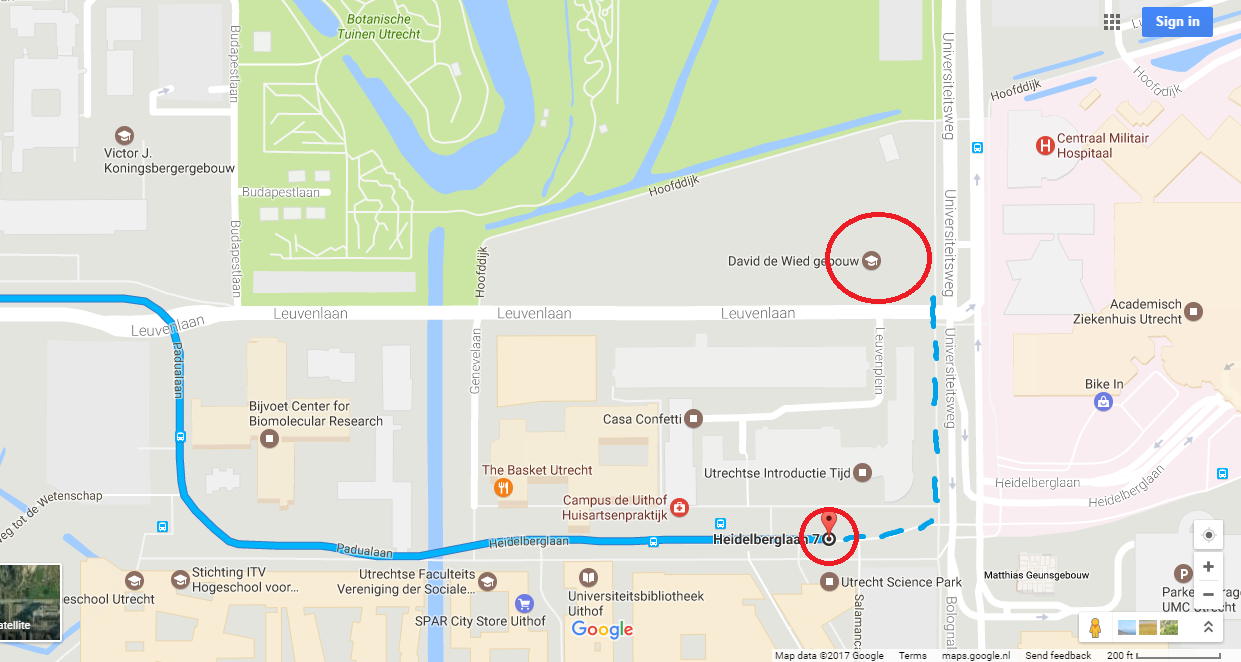 Botanische
Tuinen Utrecht
Sign in
Budapestlaan
Universiteitsweg
Hoofddijk
Hoofddijk
Victor J.
Koningsbergergebouw
Centraal Militair
Hospitaal
H
Budapestlaan
Hoofddijk
Universiteitsweg
Budapestlaan
Hoofddijk
David de Wied gebouw
Leuvenlaan
Leuvenlaan
Leuvenlaan
Leuvenlaan
Academisch
Ziekenhuis Utrecht
Padualaan
Genevelaan
Leuvenplein
Universiteitsweg
Bijvoet Center for
Biomolecular Research
Casa Confetti
Bike In
The Basket Utrecht
Utrechtse Introductie Tijd
Campus de Uithof
Huisartsenpraktijk
Heidelberglaan
Heidelberglaan
weg tot de Wetenschap
Padualaan
Heidelberglaan
Heidelberglaan 7
Stichting ITV
Hogeschool voor...
eschool Utrecht
Utrechtse Faculteits
Vereniging der Sociale...
Universiteitsbibliotheek
Uithof
SPAR City Store Uithof
Utrecht Science Park
Salamanca
Bolognal
Matthias Geunsgebouw
P
UMC Utrecht
atellite
Google
Map data ©2017 Google
Terms
maps.google.nl
Send feedback
200 ft